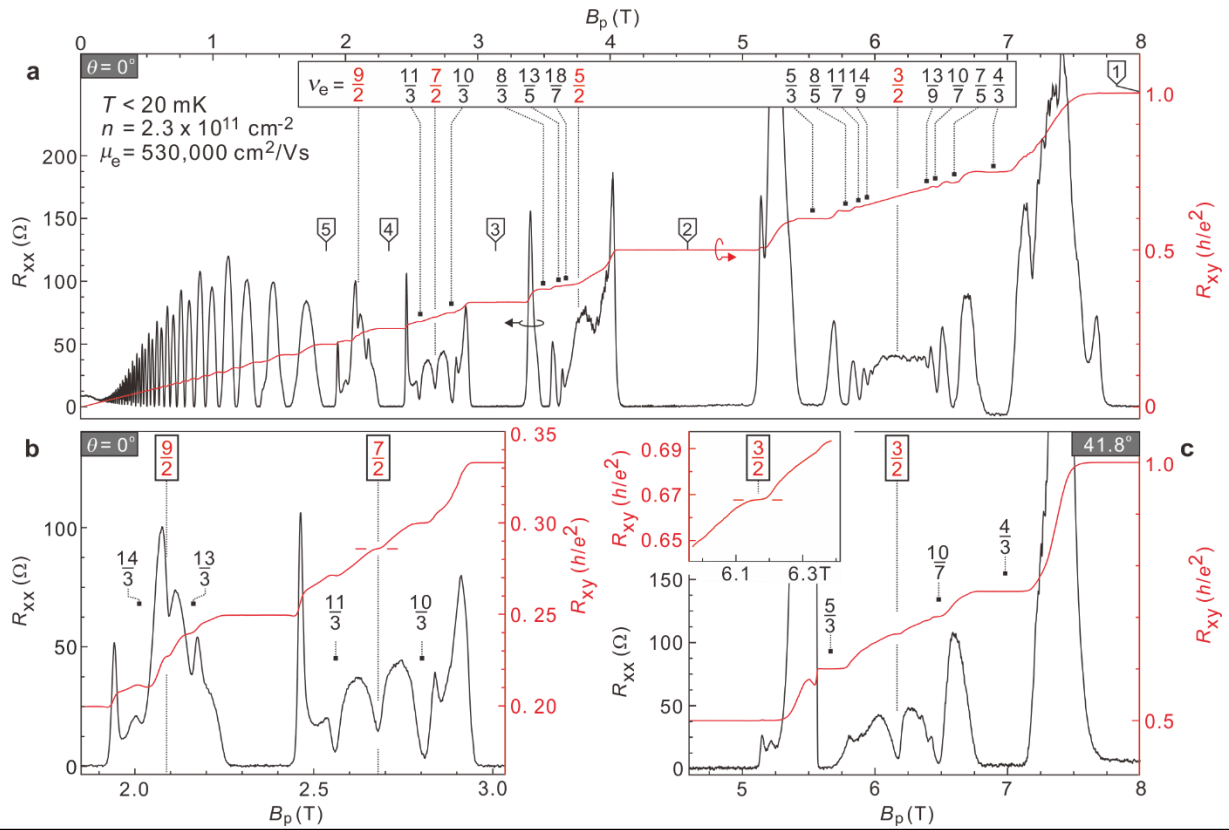 B_p (T)
0 1 2 3 4 5 6 7 8
a
θ = 0°
T < 20 mK
n = 2.3 x 10^11 cm^-2
μ_e = 530,000 cm^2/Vs
ν_e = 9/2 11/3 7/2 10/3 8/3 13/5 18/7 5/2 5/3 8/5 11/7 14/9 3/2 13/9 10/7 7/5 4/3
1
5 4 3 2
R_xx (Ω)
200
150
100
50
0
R_xy (h/e^2)
1.0
0.5
0
b
θ = 0°
9/2 7/2
14/3 13/3 11/3 10/3
R_xx (Ω)
100
50
0
R_xy (h/e^2)
0.35
0.30
0.25
0.20
2.0 2.5 3.0
B_p (T)
c
41.8°
3/2
R_xy (h/e^2)
0.69
0.67
0.65
6.1 6.3T
3/2
5/3 10/7 4/3
R_xx (Ω)
150
100
50
0
R_xy (h/e^2)
1.0
0.5
5 6 7 8
B_p (T)